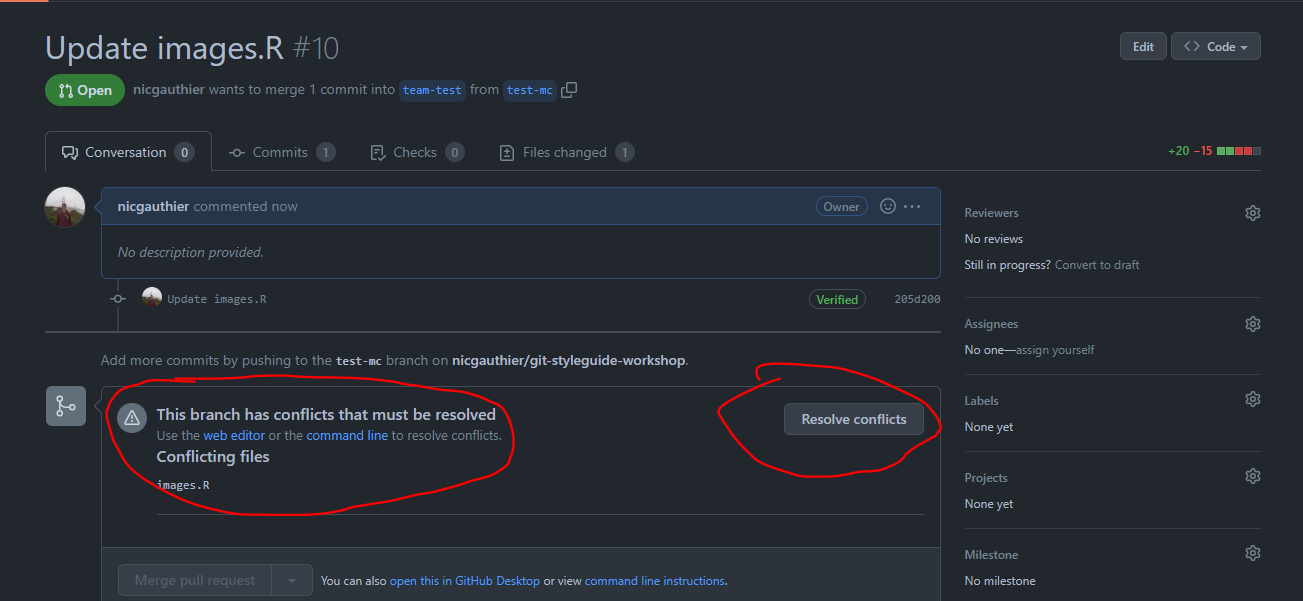 Update images.R #10
Edit
Code
Open
nicgauthier wants to merge 1 commit into team-test from test-mc
Conversation 0
Commits 1
Checks 0
Files changed 1
+20 −15
nicgauthier commented now
Owner
No description provided.
Update images.R
Verified
205d200
Add more commits by pushing to the test-mc branch on nicgauthier/git-styleguide-workshop.
This branch has conflicts that must be resolved
Use the web editor or the command line to resolve conflicts.
Conflicting files
images.R
Resolve conflicts
Merge pull request
You can also open this in GitHub Desktop or view command line instructions.
Reviewers
No reviews
Still in progress? Convert to draft
Assignees
No one—assign yourself
Labels
None yet
Projects
None yet
Milestone
No milestone